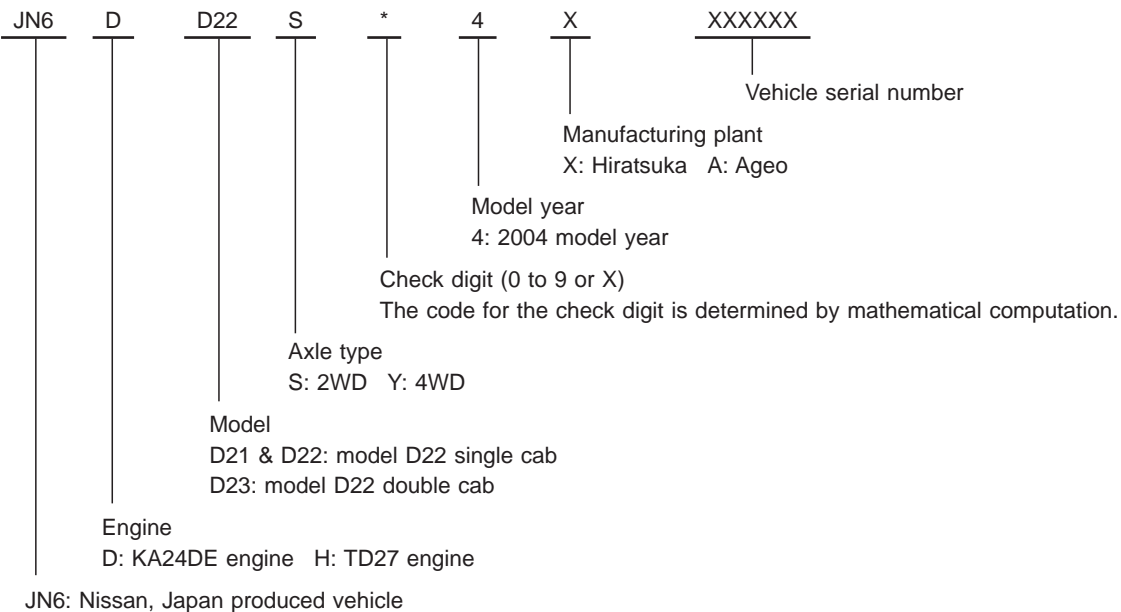 JN6 D D22 S * 4 X XXXXXX
Vehicle serial number
Manufacturing plant
X: Hiratsuka A: Ageo
Model year
4: 2004 model year
Check digit (0 to 9 or X)
The code for the check digit is determined by mathematical computation.
Axle type
S: 2WD Y: 4WD
Model
D21 & D22: model D22 single cab
D23: model D22 double cab
Engine
D: KA24DE engine H: TD27 engine
JN6: Nissan, Japan produced vehicle